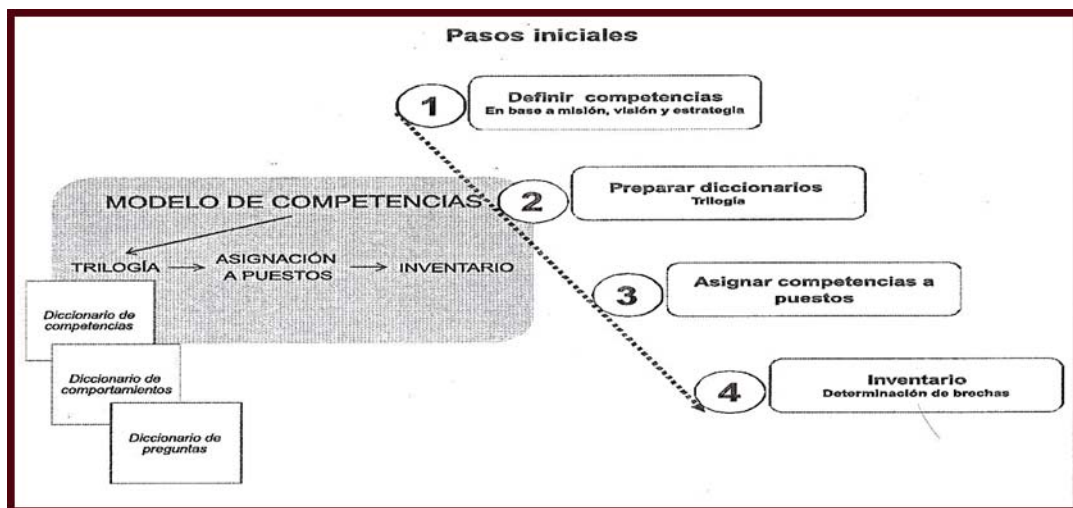 Pasos iniciales
1
Definir competencias
En base a misión, visión y estrategia
2
Preparar diccionarios
Trilogía
3
Asignar competencias a
puestos
4
Inventario
Determinación de brechas
MODELO DE COMPETENCIAS
TRILOGÍA
ASIGNACIÓN
A PUESTOS
INVENTARIO
Diccionario de
competencias
Diccionario de
comportamientos
Diccionario de
preguntas